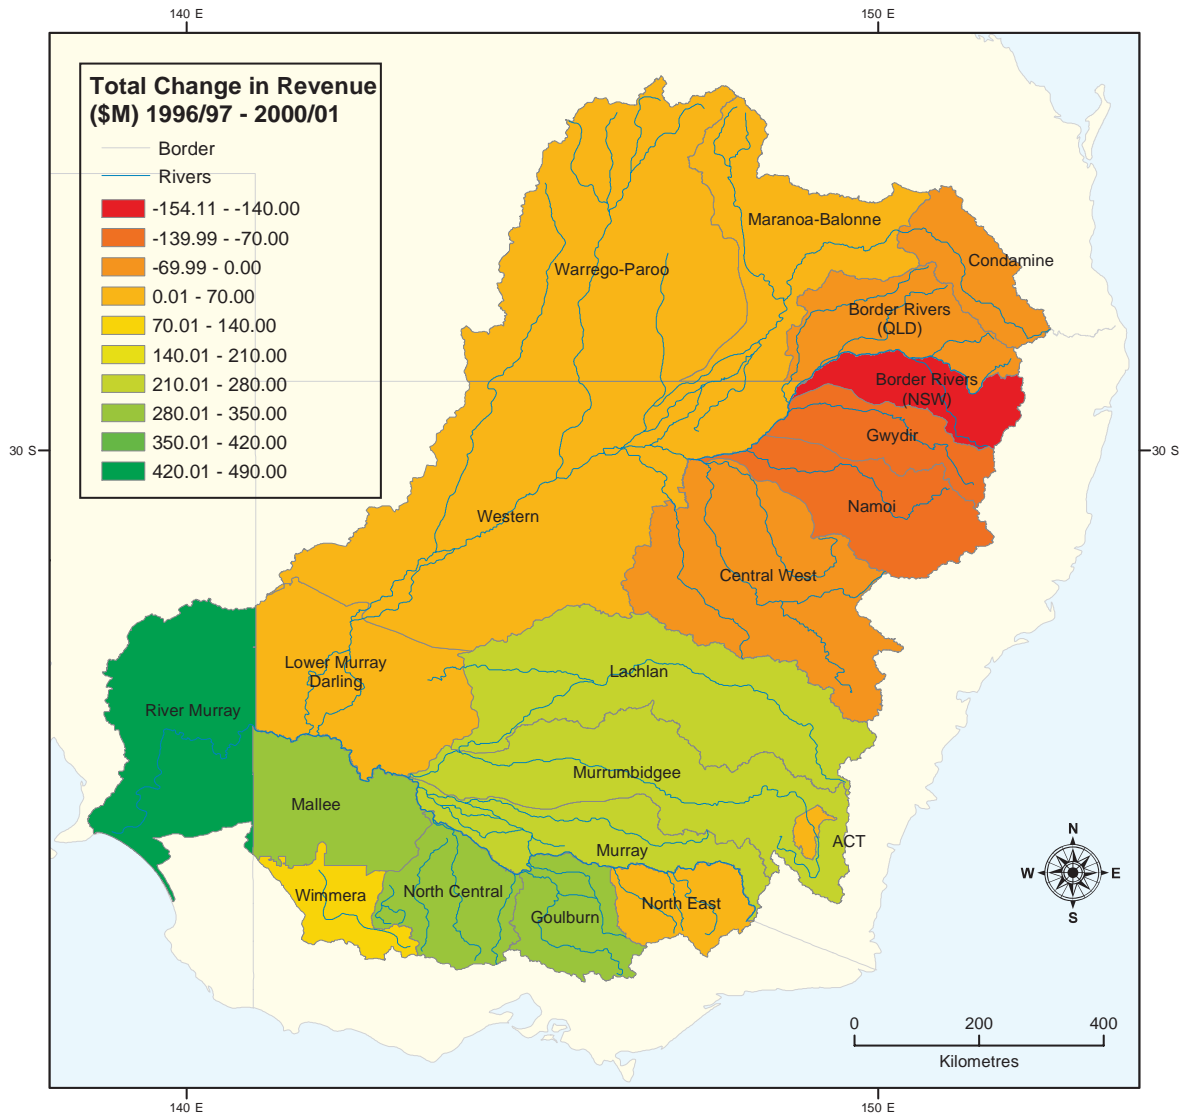 140 E
150 E
Total Change in Revenue
($M) 1996/97 - 2000/01
Border
Rivers
-154.11 - -140.00
-139.99 - -70.00
-69.99 - 0.00
0.01 - 70.00
70.01 - 140.00
140.01 - 210.00
210.01 - 280.00
280.01 - 350.00
350.01 - 420.00
420.01 - 490.00
Maranoa-Balonne
Condamine
Warrego-Paroo
Border Rivers
(QLD)
Border Rivers
(NSW)
Gwydir
30 S
30 S
Namoi
Western
Central West
Lower Murray
Darling
Lachlan
River Murray
Murrumbidgee
Mallee
ACT
Murray
Wimmera
North Central
North East
Goulburn
N
W
E
S
0
200
400
Kilometres
140 E
150 E